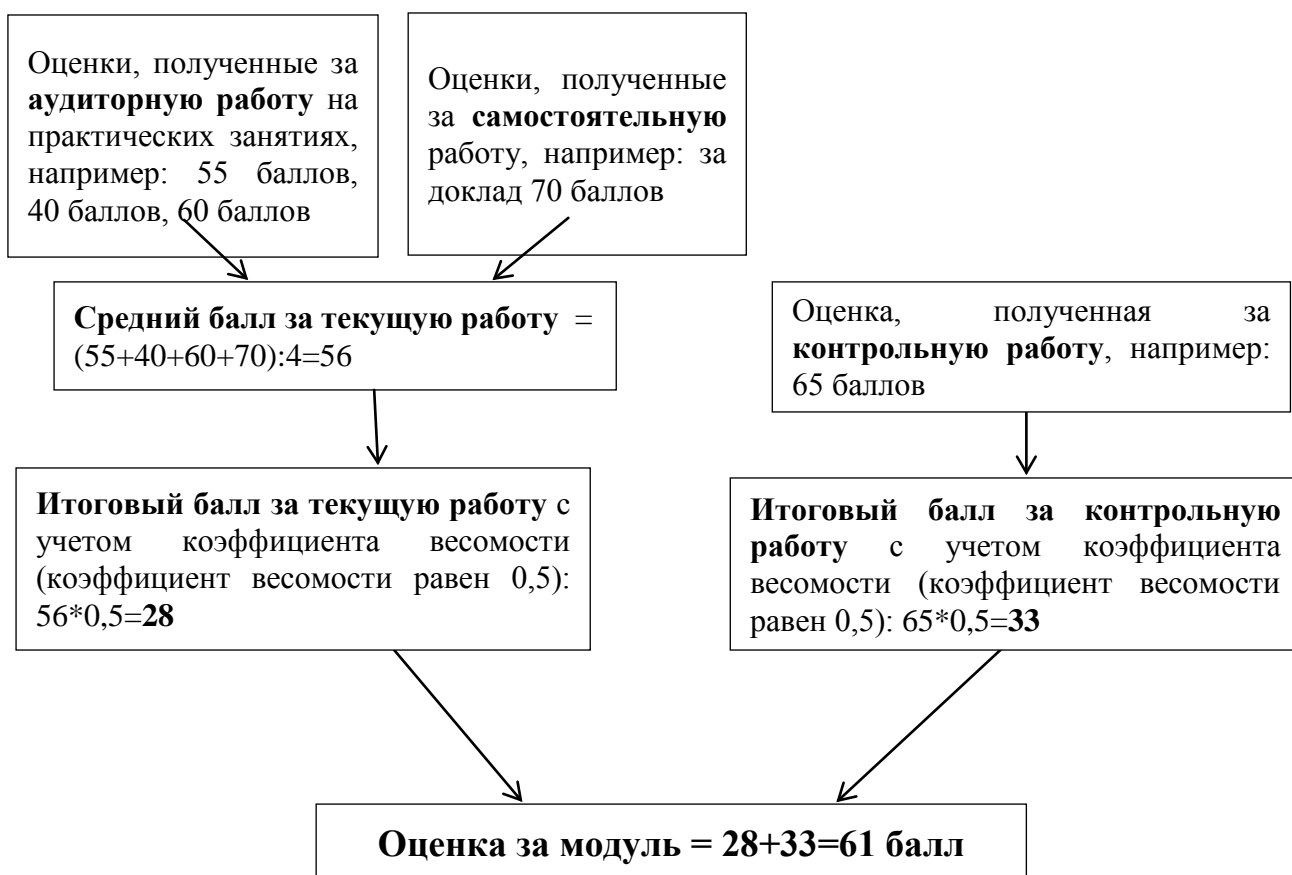 Оценки, полученные за
аудиторную работу на
практических занятиях,
например: 55 баллов,
40 баллов, 60 баллов
Оценки, полученные
за самостоятельную
работу, например: за
доклад 70 баллов
Средний балл за текущую работу =
(55+40+60+70):4=56
Оценка, полученная за
контрольную работу, например:
65 баллов
Итоговый балл за текущую работу с
учетом коэффициента весомости
(коэффициент весомости равен 0,5):
56*0,5=28
Итоговый балл за контрольную
работу с учетом коэффициента
весомости (коэффициент весомости
равен 0,5): 65*0,5=33
Оценка за модуль = 28+33=61 балл